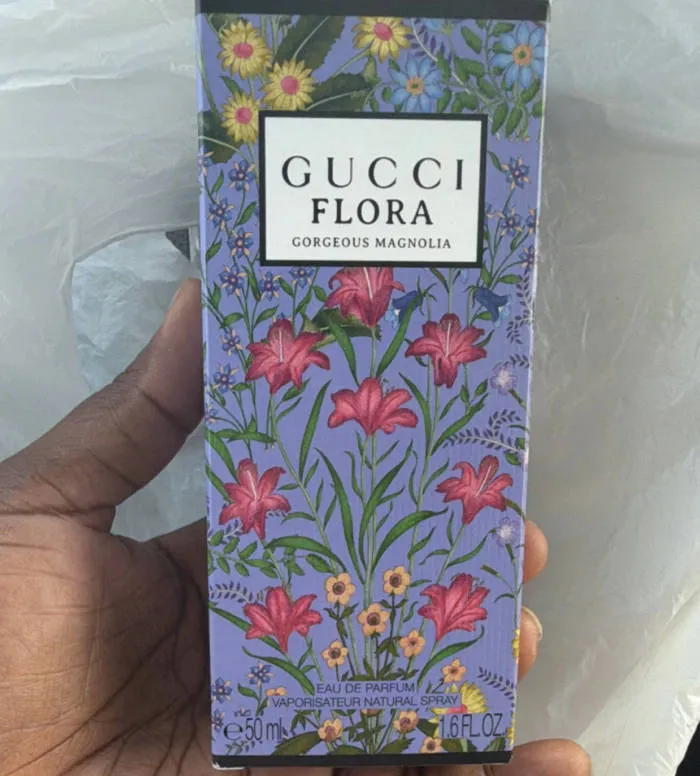 GUCCI
FLORA
GORGEOUS MAGNOLIA
EAU DE PARFUM
VAPORISATEUR NATURAL SPRAY
℮50 ml 1.6 FL.OZ.